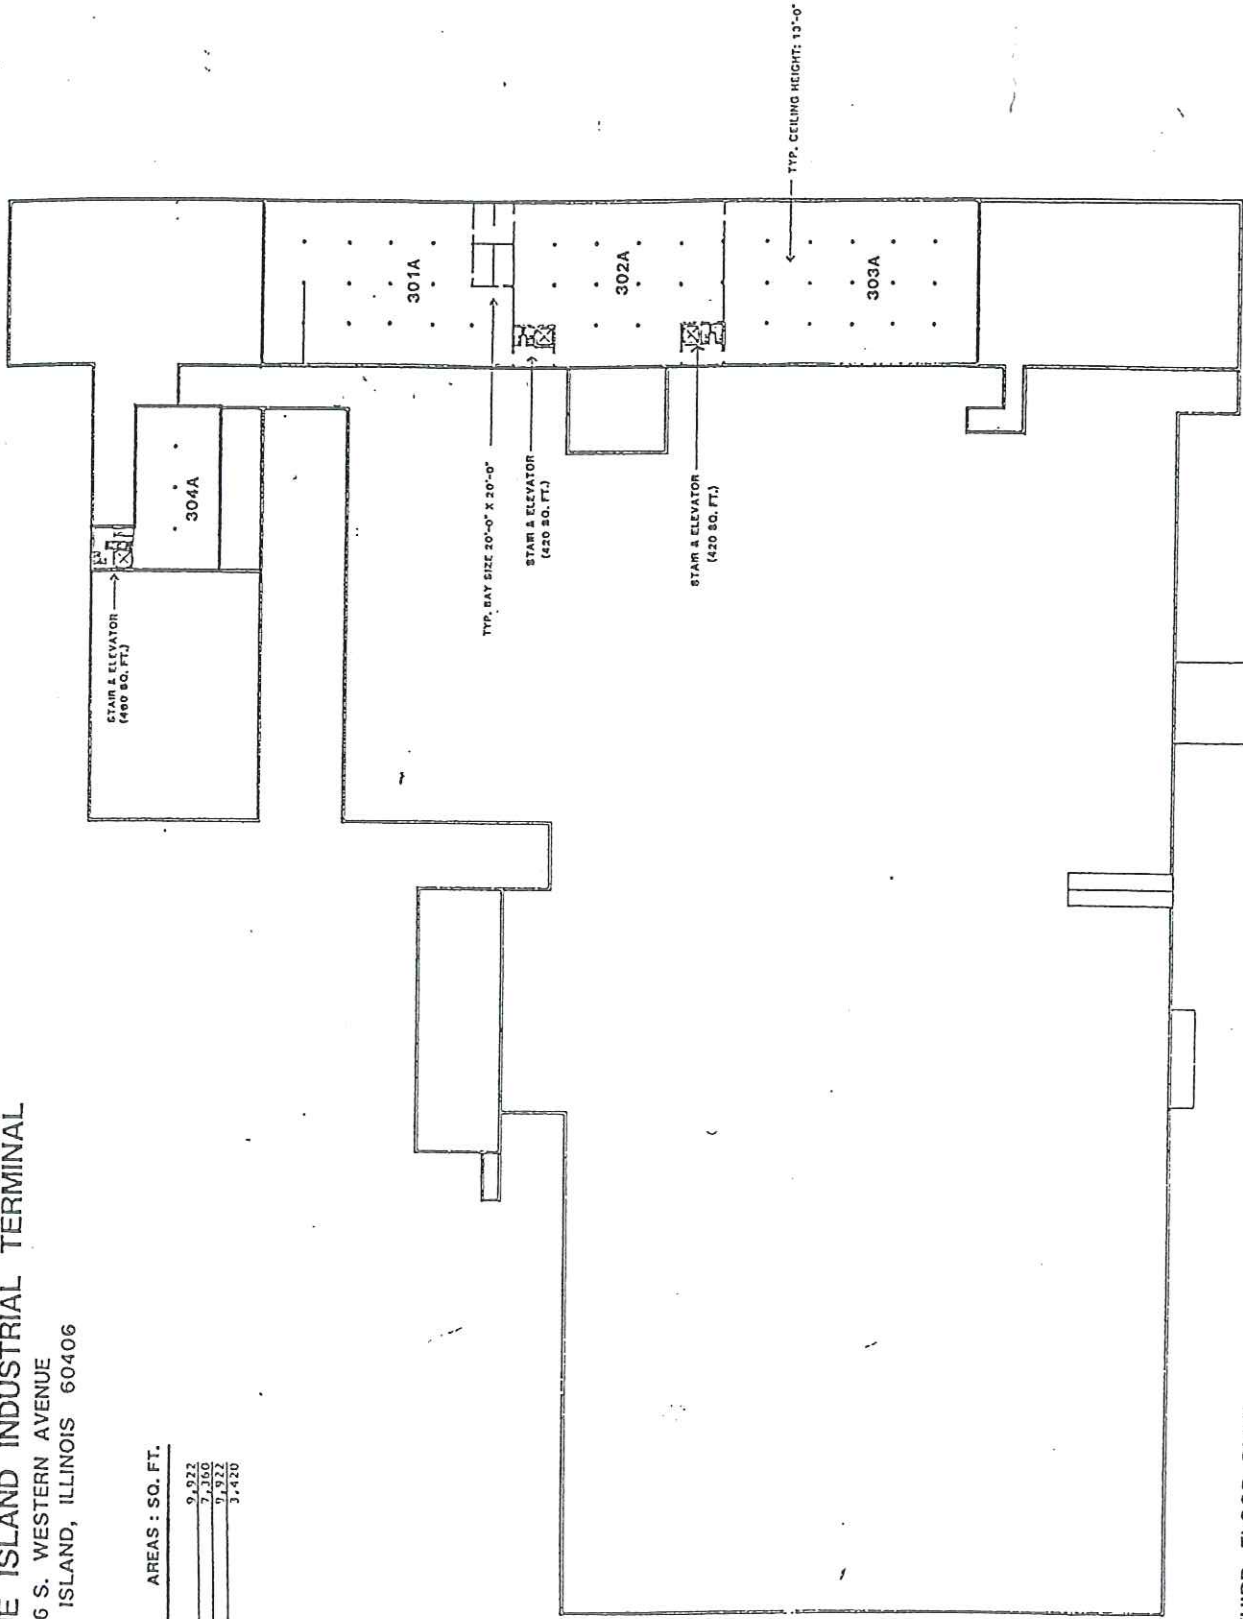 E ISLAND INDUSTRIAL TERMINAL
6 S. WESTERN AVENUE
ISLAND, ILLINOIS 60406
AREAS : SQ. FT.
9,922
7,360
9,922
3,420
STAIR & ELEVATOR
(480 SQ. FT.)
304A
301A
TYP. BAY SIZE 20'-0" X 20'-0"
STAIR & ELEVATOR
(420 SQ. FT.)
302A
STAIR & ELEVATOR
(420 SQ. FT.)
TYP. CEILING HEIGHT: 13'-0"
303A
FLOOR